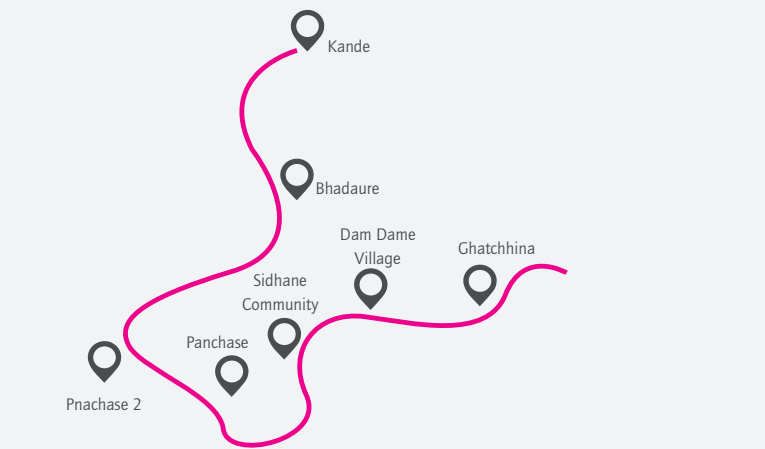 Kande
Bhadaure
Dam Dame
Village
Ghatchhina
Sidhane
Community
Panchase
Pnachase 2